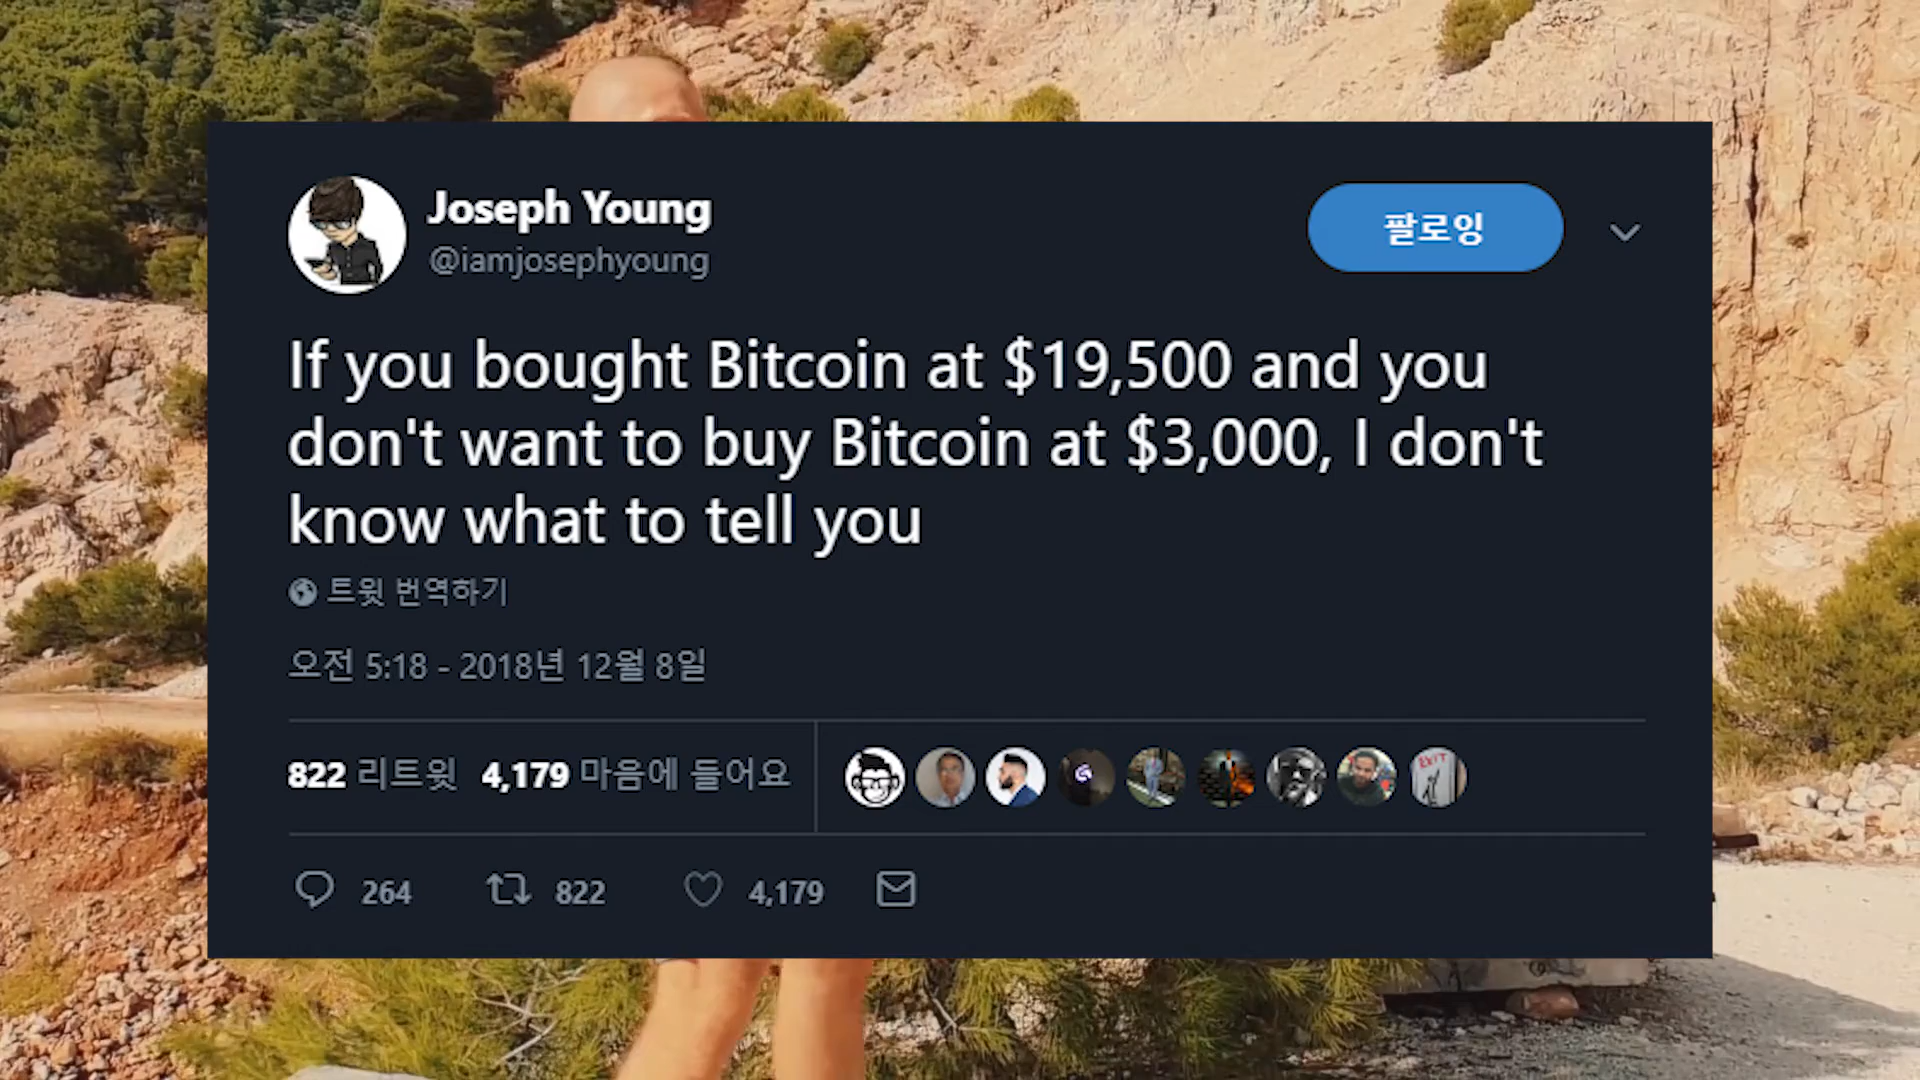 Joseph Young
@iamjosephyoung
팔로잉
If you bought Bitcoin at $19,500 and you
don't want to buy Bitcoin at $3,000, I don't
know what to tell you
트윗 번역하기
오전 5:18 - 2018년 12월 8일
822 리트윗 4,179 마음에 들어요
EXIT
264 822 4,179